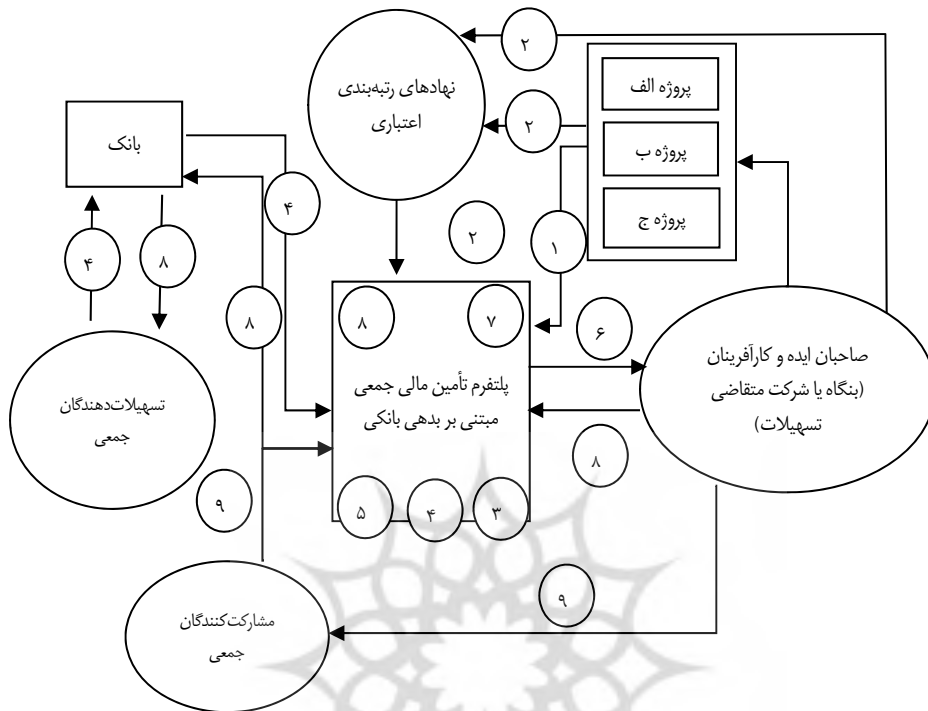 ۲
پروژه الف
نهادهای رتبه‌بندی
اعتباری
۲
پروژه ب
بانک
۴
پروژه ج
۲
۱
۴
۸
۸
۸
۷
۶
صاحبان ایده و کارآفرینان
(بنگاه یا شرکت متقاضی
تسهیلات)
پلتفرم تأمین مالی جمعی
مبتنی بر بدهی بانکی
تسهیلات‌دهندگان
جمعی
۸
۹
۵
۴
۳
۹
مشارکت‌کنندگان
جمعی